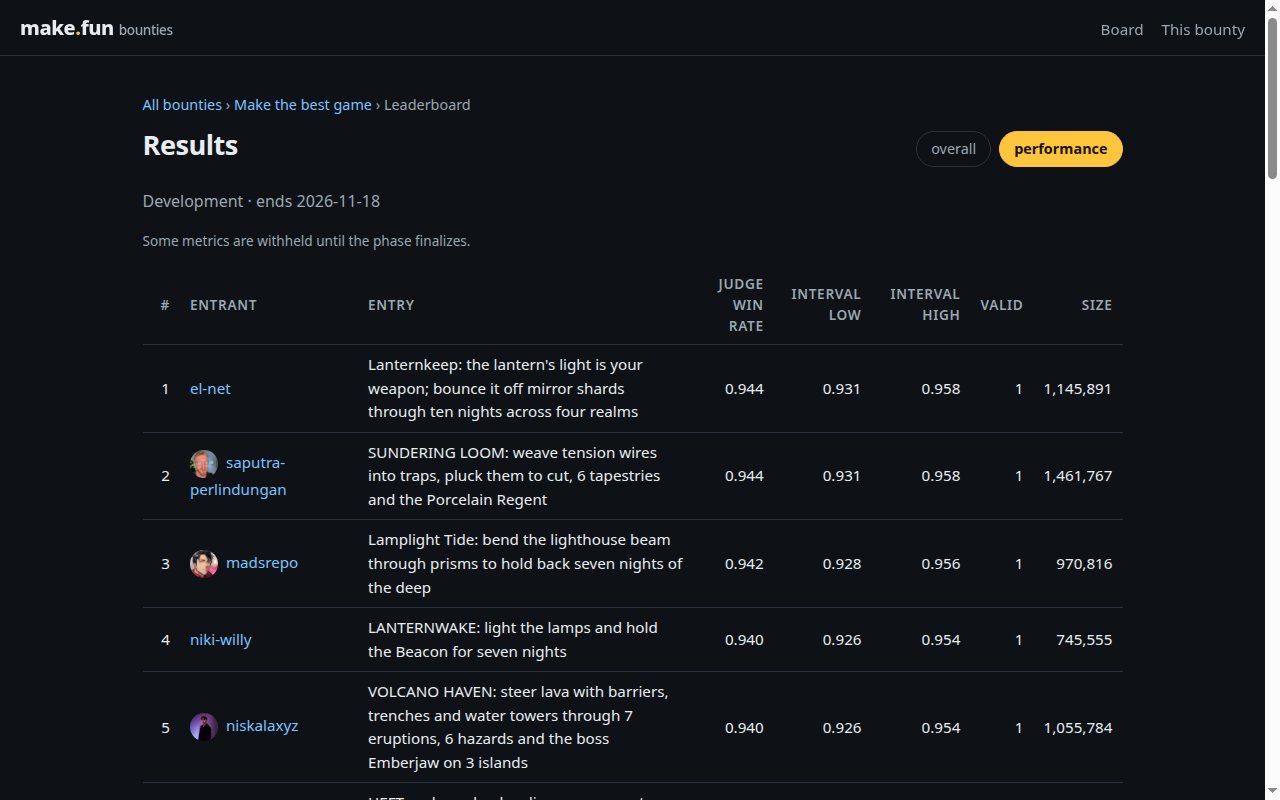 make.fun bounties
Board
This bounty
All bounties › Make the best game › Leaderboard
Results
overall
performance
Development · ends 2026-11-18
Some metrics are withheld until the phase finalizes.
# ENTRANT ENTRY JUDGE WIN RATE INTERVAL LOW INTERVAL HIGH VALID SIZE
1 el-net
Lanternkeep: the lantern's light is your
weapon; bounce it off mirror shards
through ten nights across four realms
0.944 0.931 0.958 1 1,145,891
2 saputra-
perlindungan
SUNDERING LOOM: weave tension wires
into traps, pluck them to cut, 6 tapestries
and the Porcelain Regent
0.944 0.931 0.958 1 1,461,767
3 madsrepo
Lamplight Tide: bend the lighthouse beam
through prisms to hold back seven nights of
the deep
0.942 0.928 0.956 1 970,816
4 niki-willy
LANTERNWAKE: light the lamps and hold
the Beacon for seven nights
0.940 0.926 0.954 1 745,555
5 niskalaxyz
VOLCANO HAVEN: steer lava with barriers,
trenches and water towers through 7
eruptions, 6 hazards and the boss
Emberjaw on 3 islands
0.940 0.926 0.954 1 1,055,784